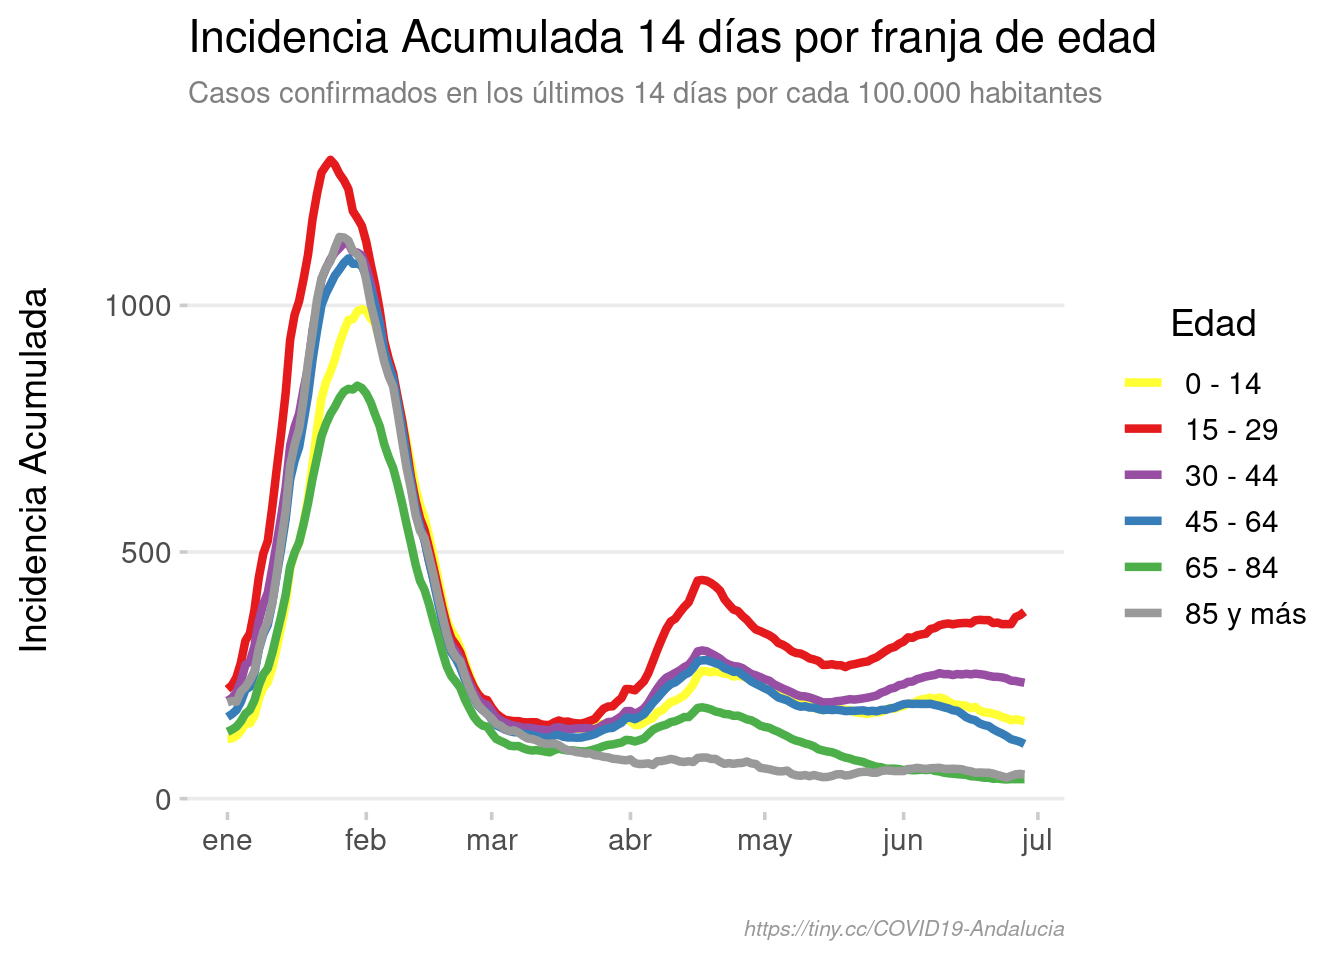 Incidencia Acumulada 14 días por franja de edad
Casos confirmados en los últimos 14 días por cada 100.000 habitantes
Incidencia Acumulada
1000
500
0
ene feb mar abr may jun jul
Edad
0 - 14
15 - 29
30 - 44
45 - 64
65 - 84
85 y más
https://tiny.cc/COVID19-Andalucia